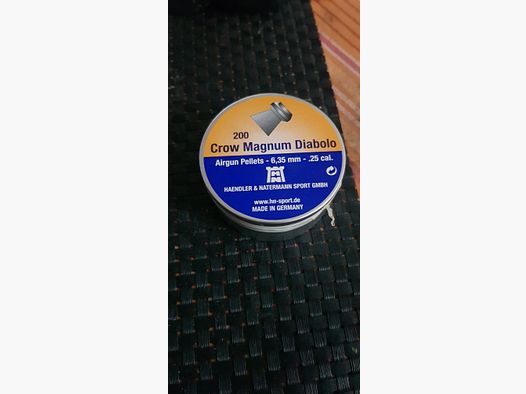 200
Crow Magnum Diabolo
Airgun Pellets - 6,35 mm - .25 cal.
HAENDLER & NATERMANN SPORT GMBH
www.hn-sport.de
MADE IN GERMANY